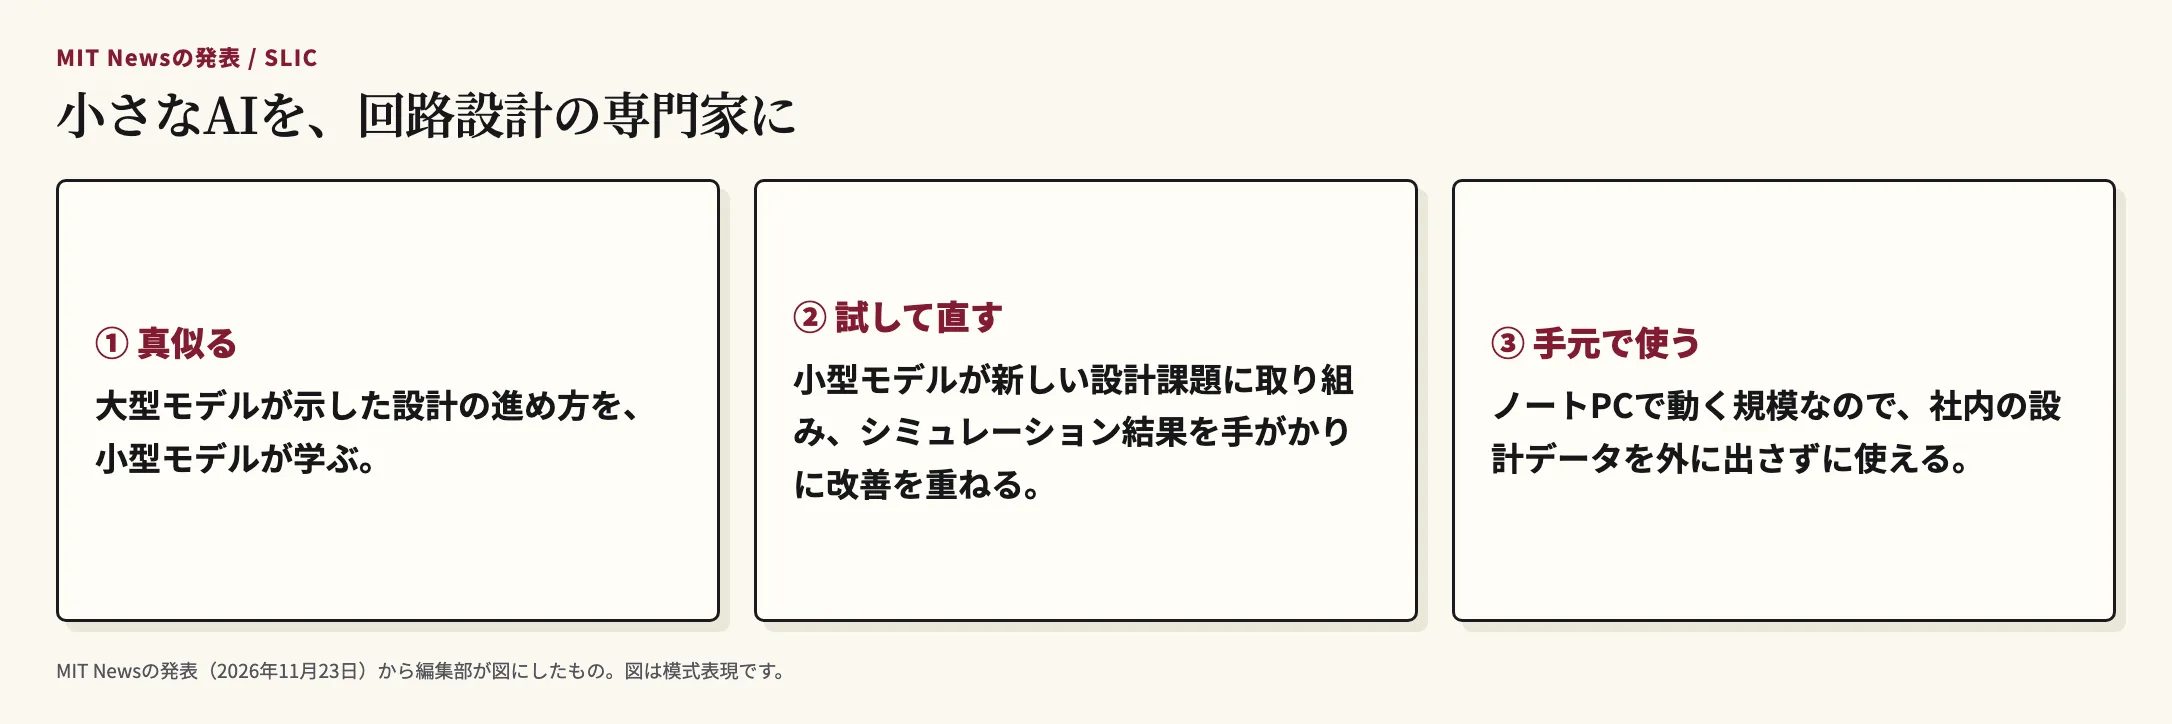 MIT Newsの発表 / SLIC
小さなAIを、回路設計の専門家に
① 真似る
大型モデルが示した設計の進め方を、
小型モデルが学ぶ。
② 試して直す
小型モデルが新しい設計課題に取り組
み、シミュレーション結果を手がかり
に改善を重ねる。
③ 手元で使う
ノートPCで動く規模なので、社内の設
計データを外に出さずに使える。
MIT Newsの発表（2026年11月23日）から編集部が図にしたもの。図は模式表現です。